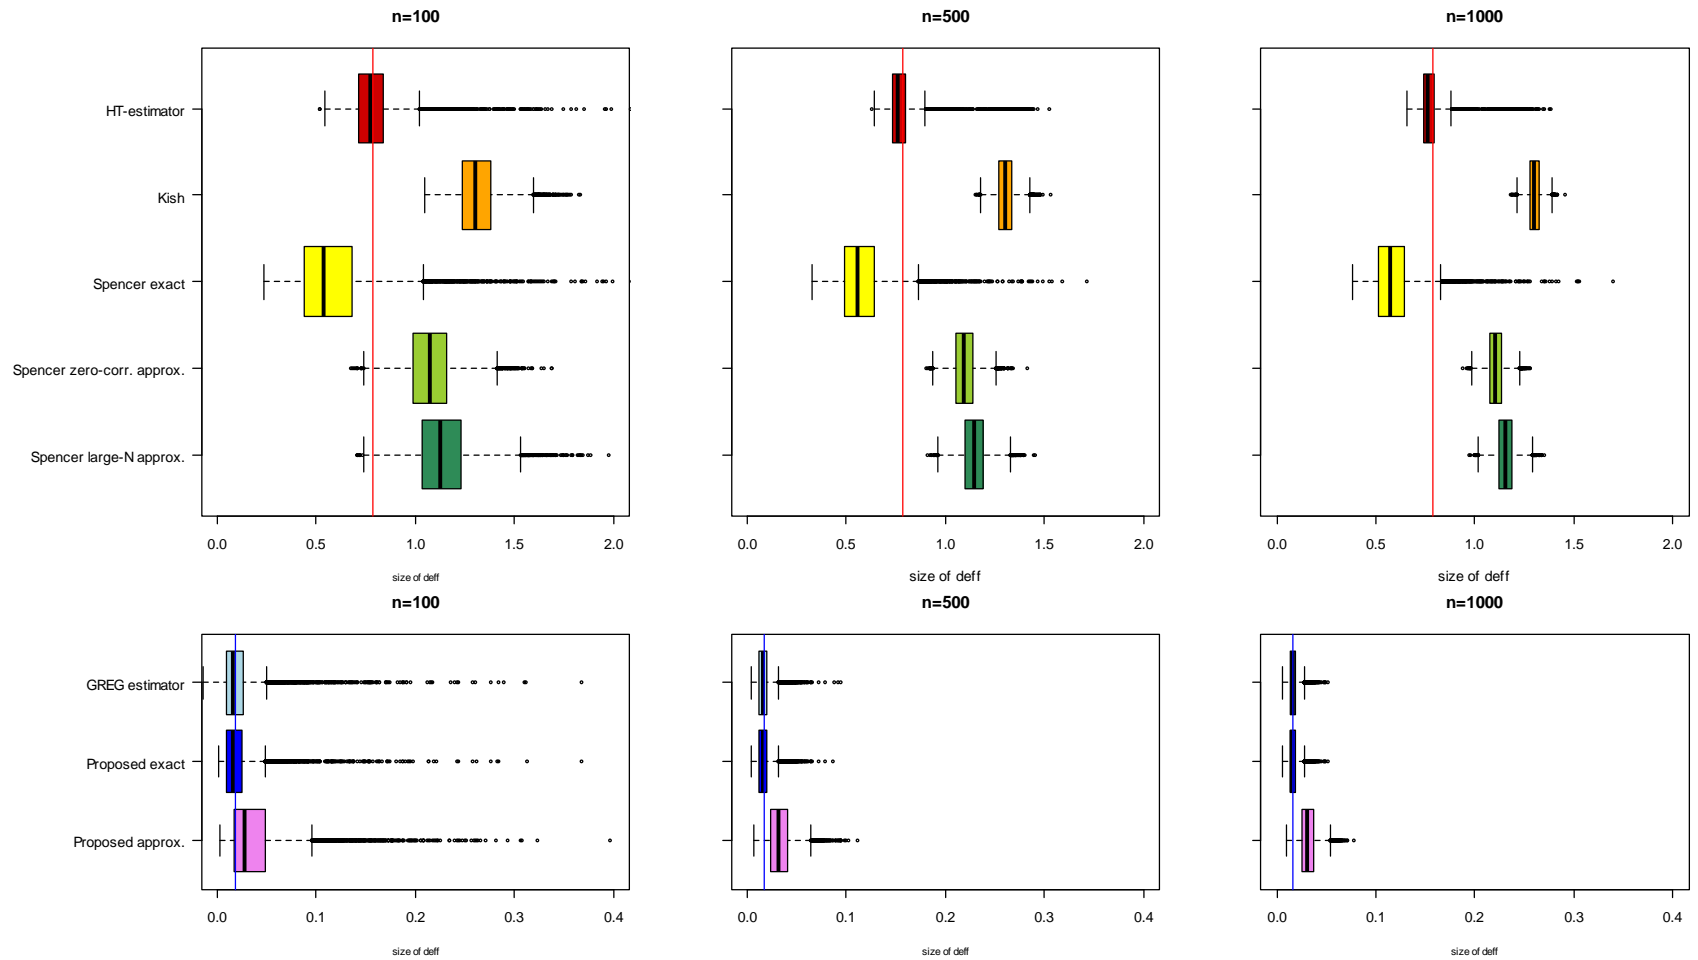 n=100
n=500
n=1000
HT-estimator
Kish
Spencer exact
Spencer zero-corr. approx.
Spencer large-N approx.
0.0 0.5 1.0 1.5 2.0
0.0 0.5 1.0 1.5 2.0
0.0 0.5 1.0 1.5 2.0
size of deff
size of deff
size of deff
n=100
n=500
n=1000
GREG estimator
Proposed exact
Proposed approx.
0.0 0.1 0.2 0.3 0.4
0.0 0.1 0.2 0.3 0.4
0.0 0.1 0.2 0.3 0.4
size of deff
size of deff
size of deff